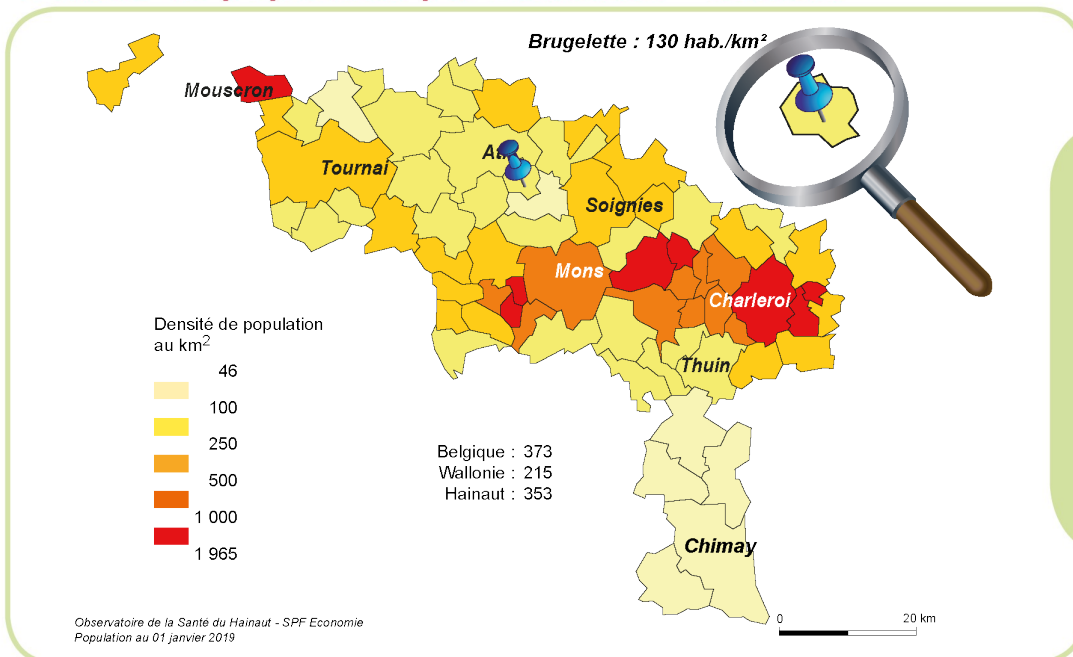 Brugelette : 130 hab./km²
Mouscron
Tournai
Soignies
Mons
Charleroi
Thuin
Chimay
Densité de population
au km2
46
100
250
500
1 000
1 965
Belgique : 373
Wallonie : 215
Hainaut : 353
Observatoire de la Santé du Hainaut - SPF Economie
Population au 01 janvier 2019
0 20 km